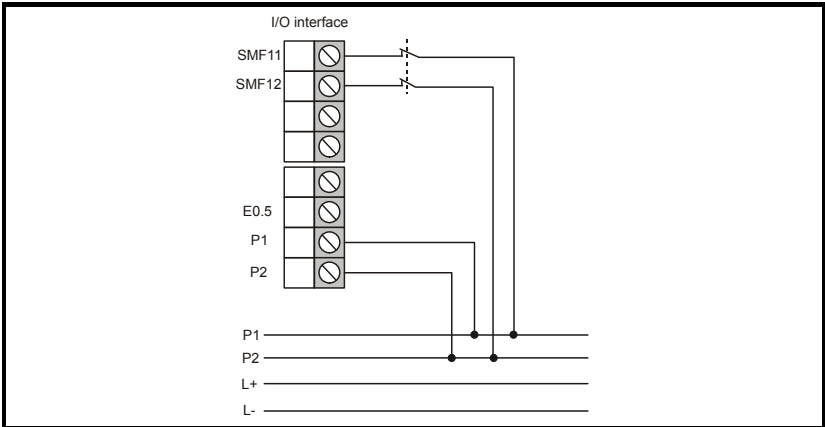 I/O interface
SMF11
SMF12
E0.5
P1
P2
P1
P2
L+
L-